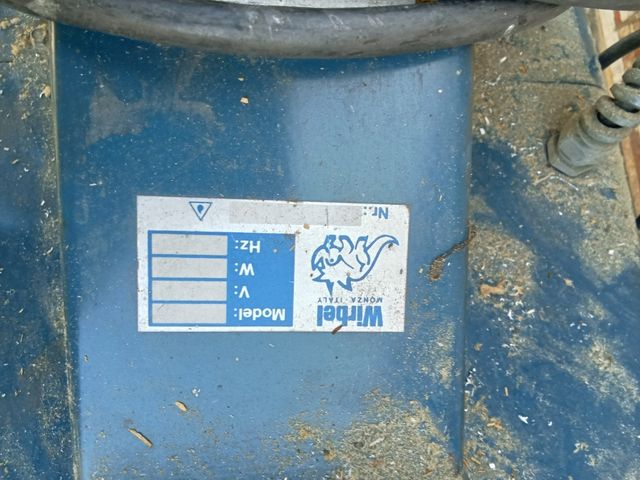 Wirbel
MONZA ITALY
Model:
V:
W:
Hz:
Nr.: